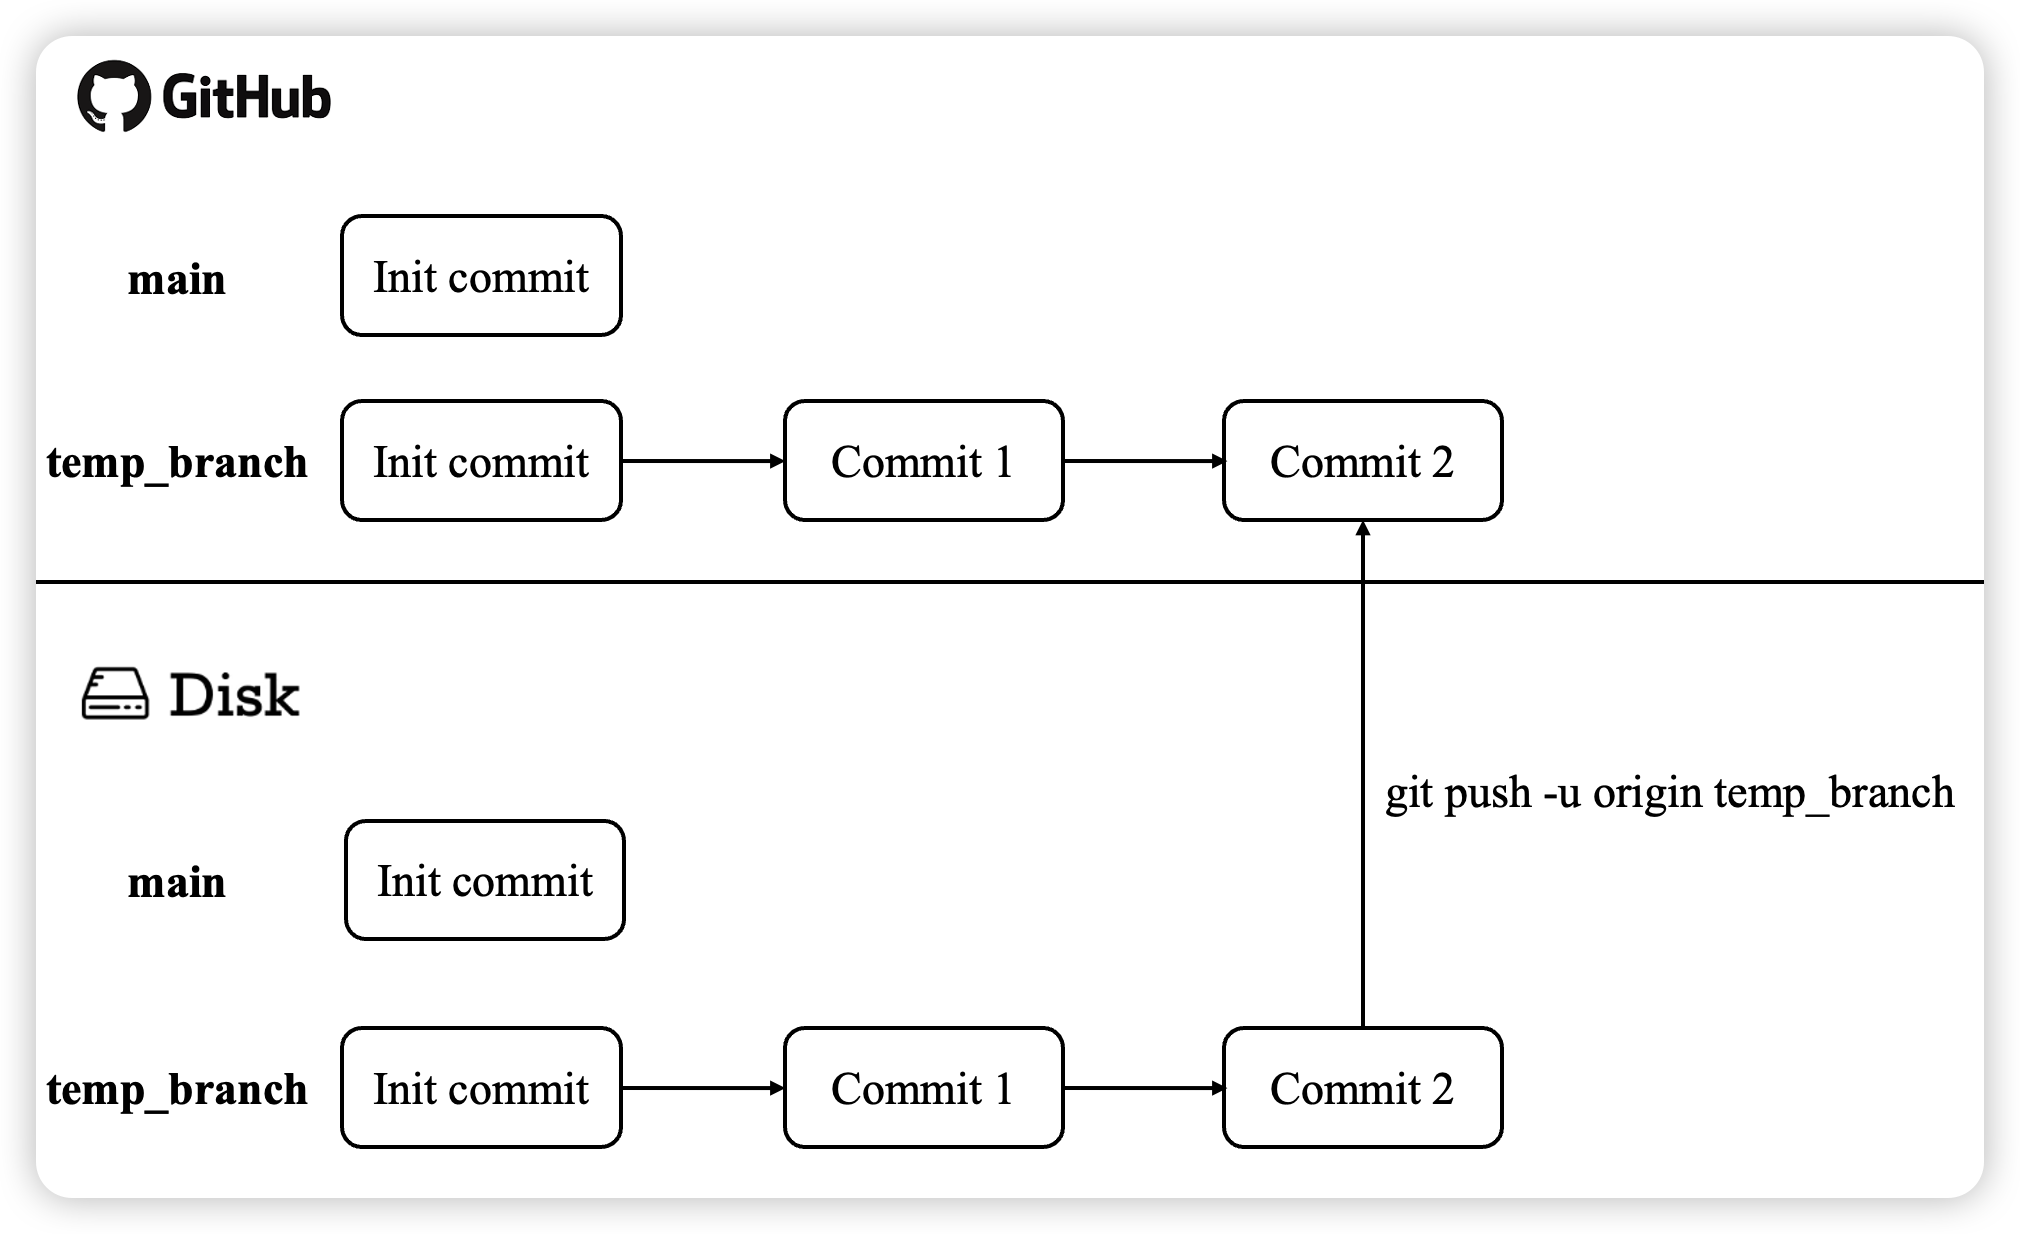 GitHub
main
Init commit
temp_branch
Init commit
Commit 1
Commit 2
Disk
git push -u origin temp_branch
main
Init commit
temp_branch
Init commit
Commit 1
Commit 2